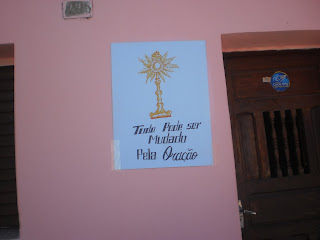 Tudo Pode ser
Mudado
Pela Oração